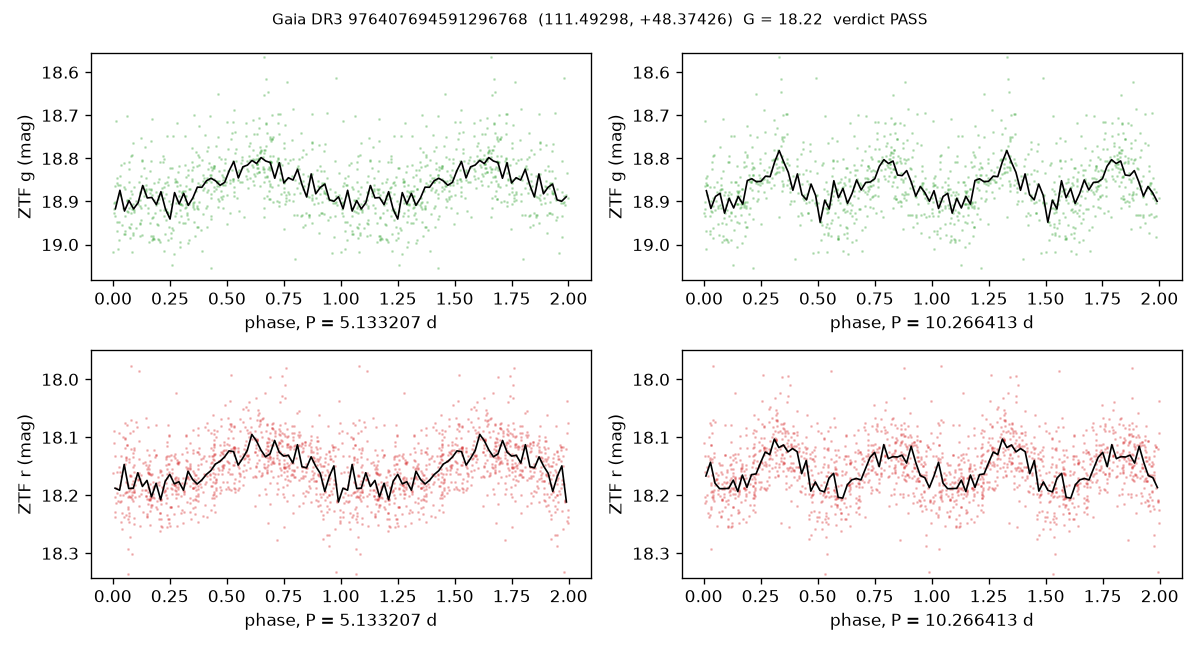 Gaia DR3 976407694591296768 (111.49298, +48.37426) G = 18.22 verdict PASS
ZTF g (mag)
18.6
18.7
18.8
18.9
19.0
0.00 0.25 0.50 0.75 1.00 1.25 1.50 1.75 2.00
phase, P = 5.133207 d
ZTF g (mag)
18.6
18.7
18.8
18.9
19.0
0.00 0.25 0.50 0.75 1.00 1.25 1.50 1.75 2.00
phase, P = 10.266413 d
ZTF r (mag)
18.0
18.1
18.2
18.3
0.00 0.25 0.50 0.75 1.00 1.25 1.50 1.75 2.00
phase, P = 5.133207 d
ZTF r (mag)
18.0
18.1
18.2
18.3
0.00 0.25 0.50 0.75 1.00 1.25 1.50 1.75 2.00
phase, P = 10.266413 d